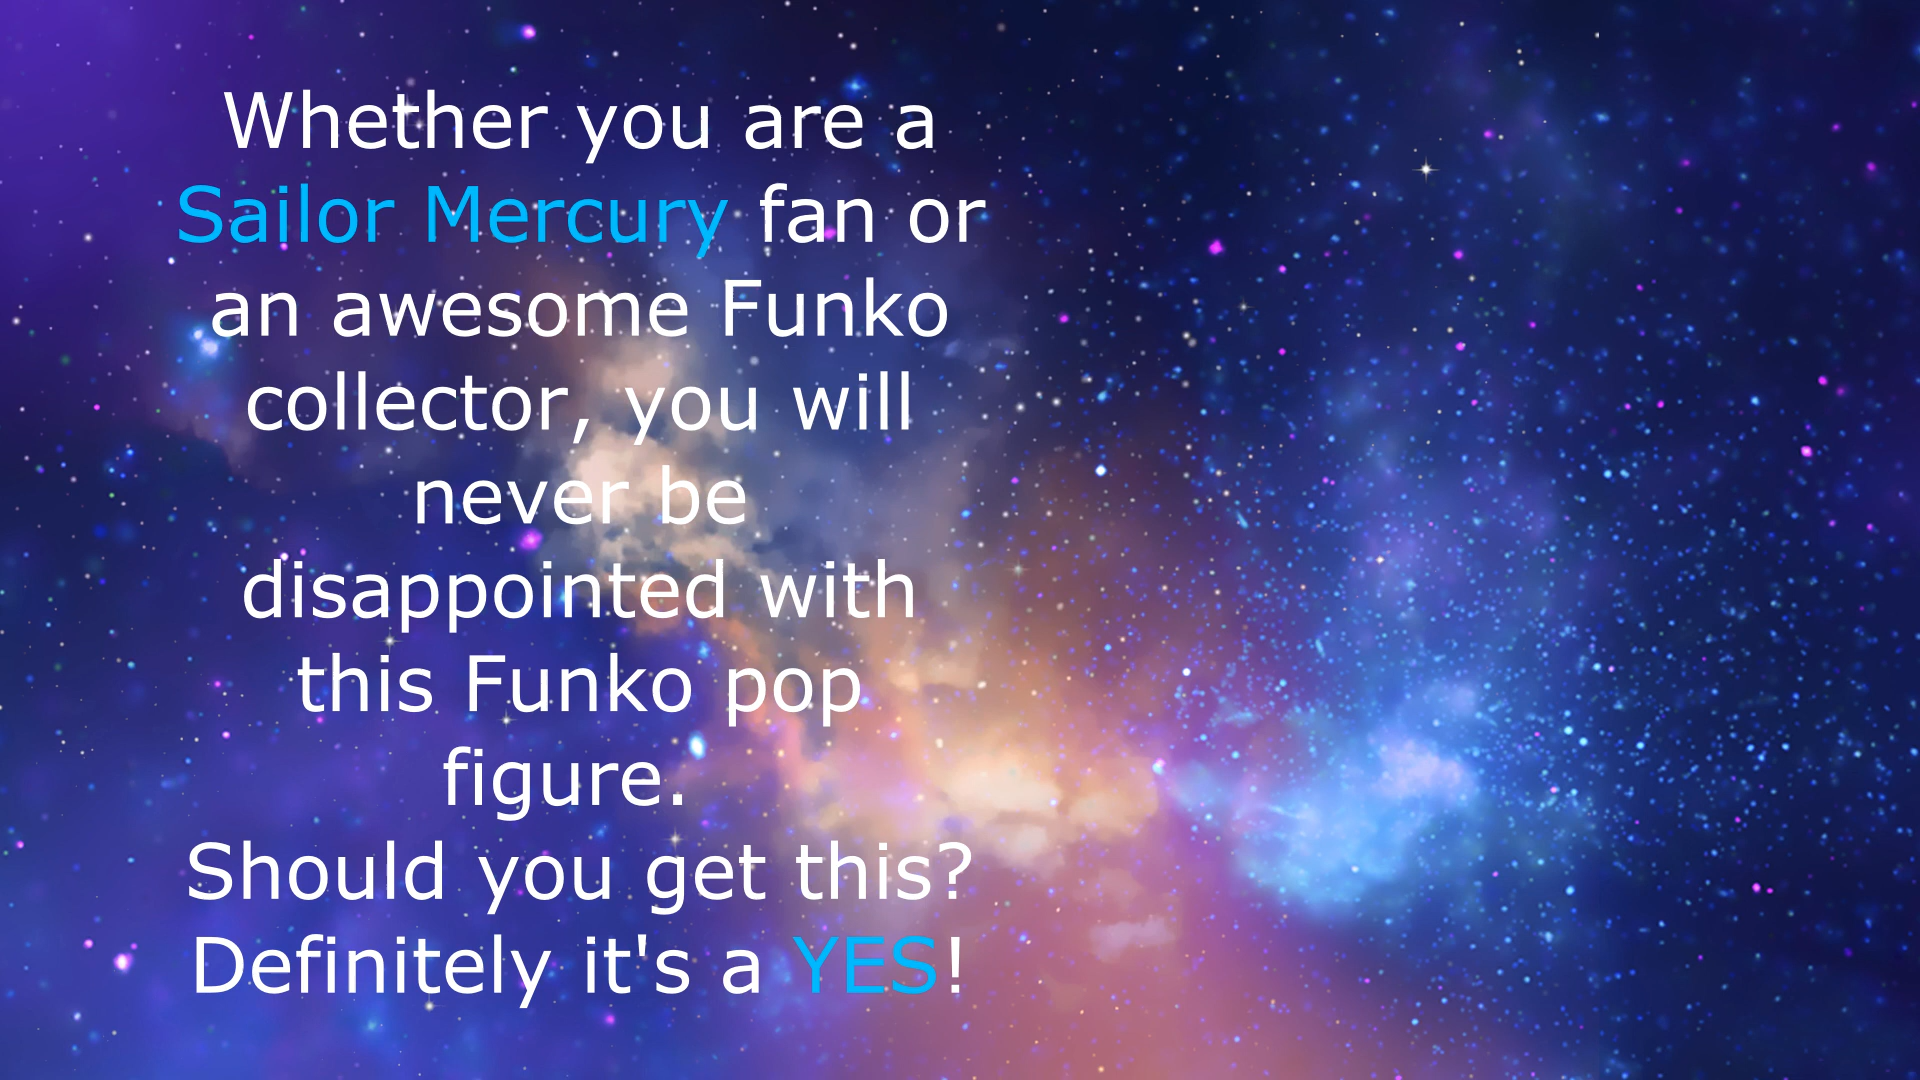 Whether you are a
Sailor Mercury fan or
an awesome Funko
collector, you will
never be
disappointed with
this Funko pop
figure.
Should you get this?
Definitely it's a YES!